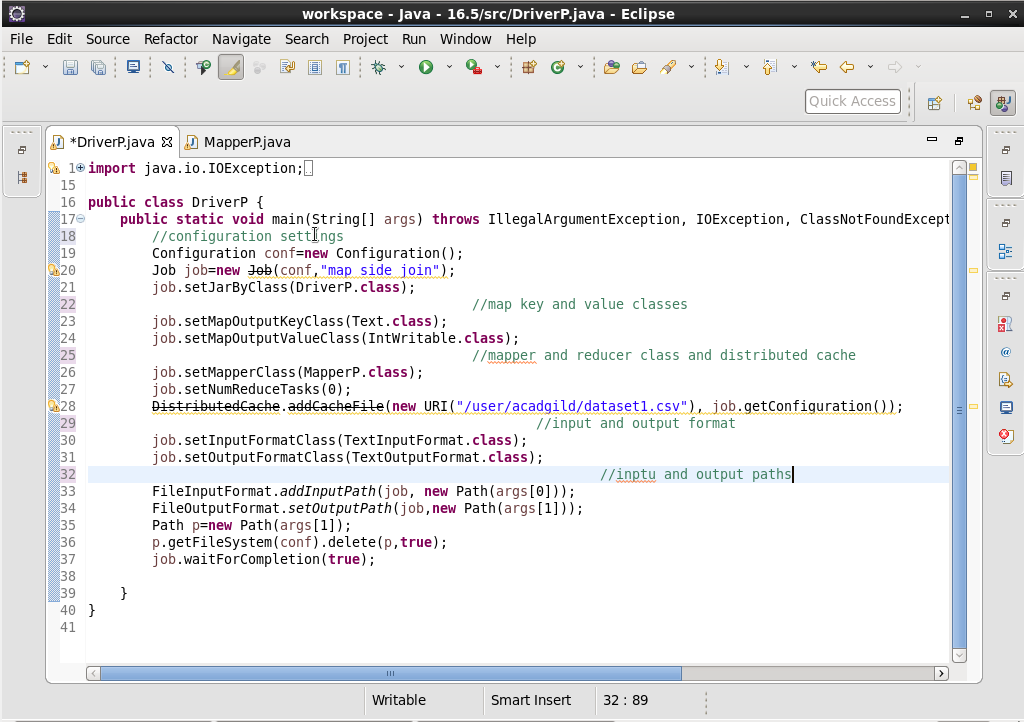 workspace - Java - 16.5/src/DriverP.java - Eclipse
File Edit Source Refactor Navigate Search Project Run Window Help
Quick Access
*DriverP.java MapperP.java
1 import java.io.IOException;
15
16 public class DriverP {
17 public static void main(String[] args) throws IllegalArgumentException, IOException, ClassNotFoundExcept
18 //configuration settings
19 Configuration conf=new Configuration();
20 Job job=new Job(conf,"map side join");
21 job.setJarByClass(DriverP.class);
22 //map key and value classes
23 job.setMapOutputKeyClass(Text.class);
24 job.setMapOutputValueClass(IntWritable.class);
25 //mapper and reducer class and distributed cache
26 job.setMapperClass(MapperP.class);
27 job.setNumReduceTasks(0);
28 DistributedCache.addCacheFile(new URI("/user/acadgild/dataset1.csv"), job.getConfiguration());
29 //input and output format
30 job.setInputFormatClass(TextInputFormat.class);
31 job.setOutputFormatClass(TextOutputFormat.class);
32 //inptu and output paths
33 FileInputFormat.addInputPath(job, new Path(args[0]));
34 FileOutputFormat.setOutputPath(job,new Path(args[1]));
35 Path p=new Path(args[1]);
36 p.getFileSystem(conf).delete(p,true);
37 job.waitForCompletion(true);
38
39 }
40 }
41
Writable Smart Insert 32 : 89